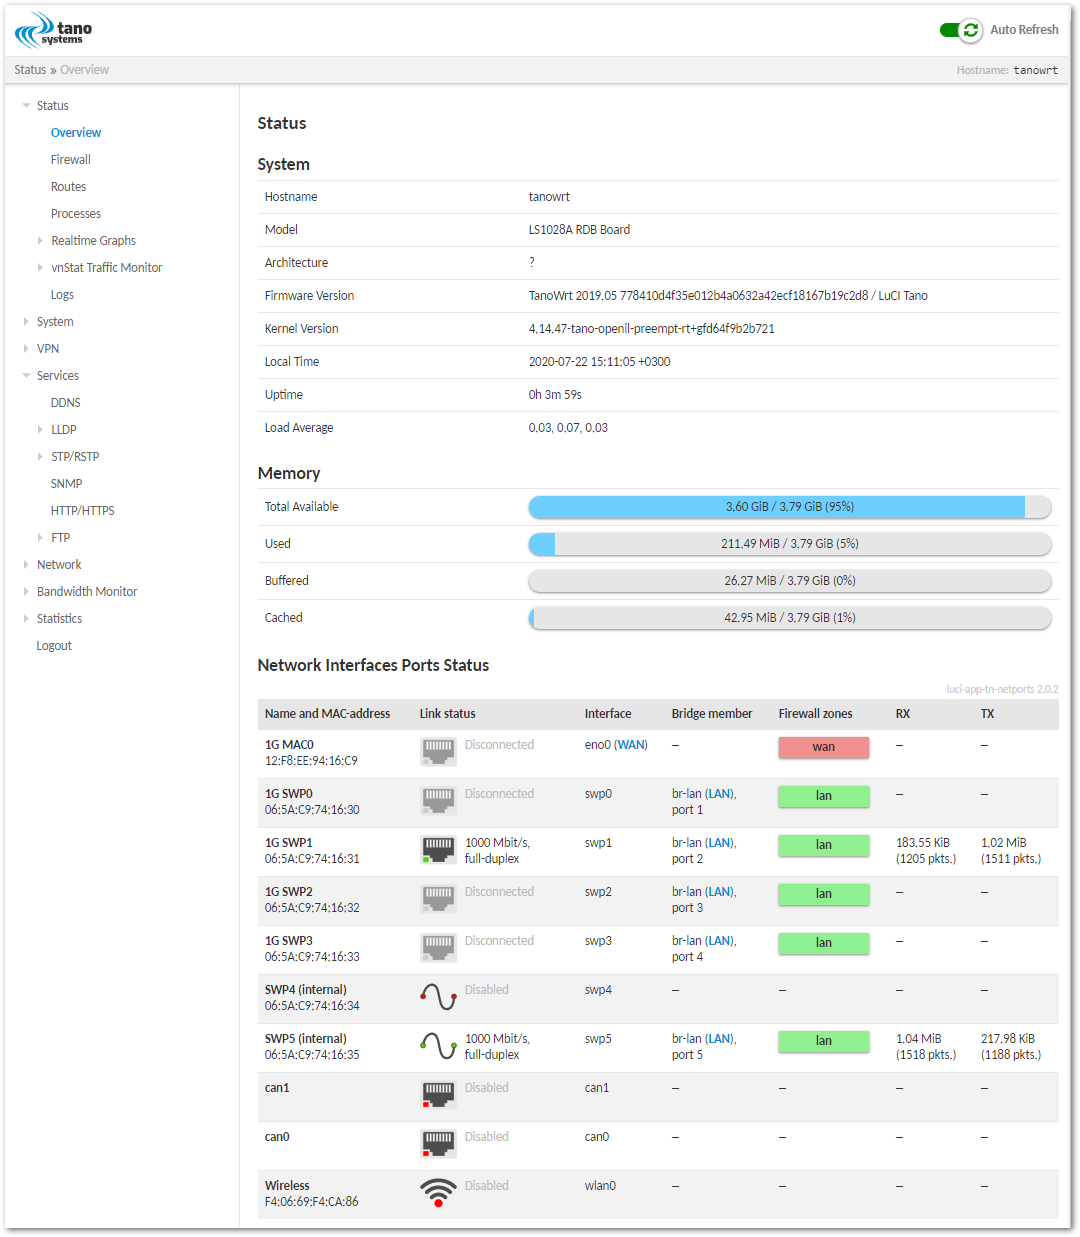 tano
systems
Auto Refresh
Status » Overview
Hostname: tanowrt
Status
Overview
Firewall
Routes
Processes
Realtime Graphs
vnStat Traffic Monitor
Logs
System
VPN
Services
DDNS
LLDP
STP/RSTP
SNMP
HTTP/HTTPS
FTP
Network
Bandwidth Monitor
Statistics
Logout
Status
System
Hostname tanowrt
Model LS1028A RDB Board
Architecture ?
Firmware Version TanoWrt 2019.05 778410d4f35e012b4a0632a42ecf18167b19c2d8 / LuCI Tano
Kernel Version 4.14.47-tano-openil-preempt-rt+gfd64f9b2b721
Local Time 2020-07-22 15:11:05 +0300
Uptime 0h 3m 59s
Load Average 0.03, 0.07, 0.03
Memory
Total Available 3.60 GiB / 3.79 GiB (95%)
Used 211.49 MiB / 3.79 GiB (5%)
Buffered 26.27 MiB / 3.79 GiB (0%)
Cached 42.95 MiB / 3.79 GiB (1%)
Network Interfaces Ports Status
luci-app-tn-netports 2.0.2
Name and MAC-address Link status Interface Bridge member Firewall zones RX TX
1G MAC0 Disconnected eno0 (WAN) – wan – –
12:F8:EE:94:16:C9
1G SWP0 Disconnected swp0 br-lan (LAN), lan – –
06:5A:C9:74:16:30 port 1
1G SWP1 1000 Mbit/s, swp1 br-lan (LAN), lan 183.55 KiB 1.02 MiB
06:5A:C9:74:16:31 full-duplex port 2 (1205 pkts.) (1511 pkts.)
1G SWP2 Disconnected swp2 br-lan (LAN), lan – –
06:5A:C9:74:16:32 port 3
1G SWP3 Disconnected swp3 br-lan (LAN), lan – –
06:5A:C9:74:16:33 port 4
SWP4 (internal) Disabled swp4 – – – –
06:5A:C9:74:16:34
SWP5 (internal) 1000 Mbit/s, swp5 br-lan (LAN), lan 1.04 MiB 217.98 KiB
06:5A:C9:74:16:35 full-duplex port 5 (1518 pkts.) (1188 pkts.)
can1 Disabled can1 – – – –
can0 Disabled can0 – – – –
Wireless Disabled wlan0 – – – –
F4:06:69:F4:CA:86